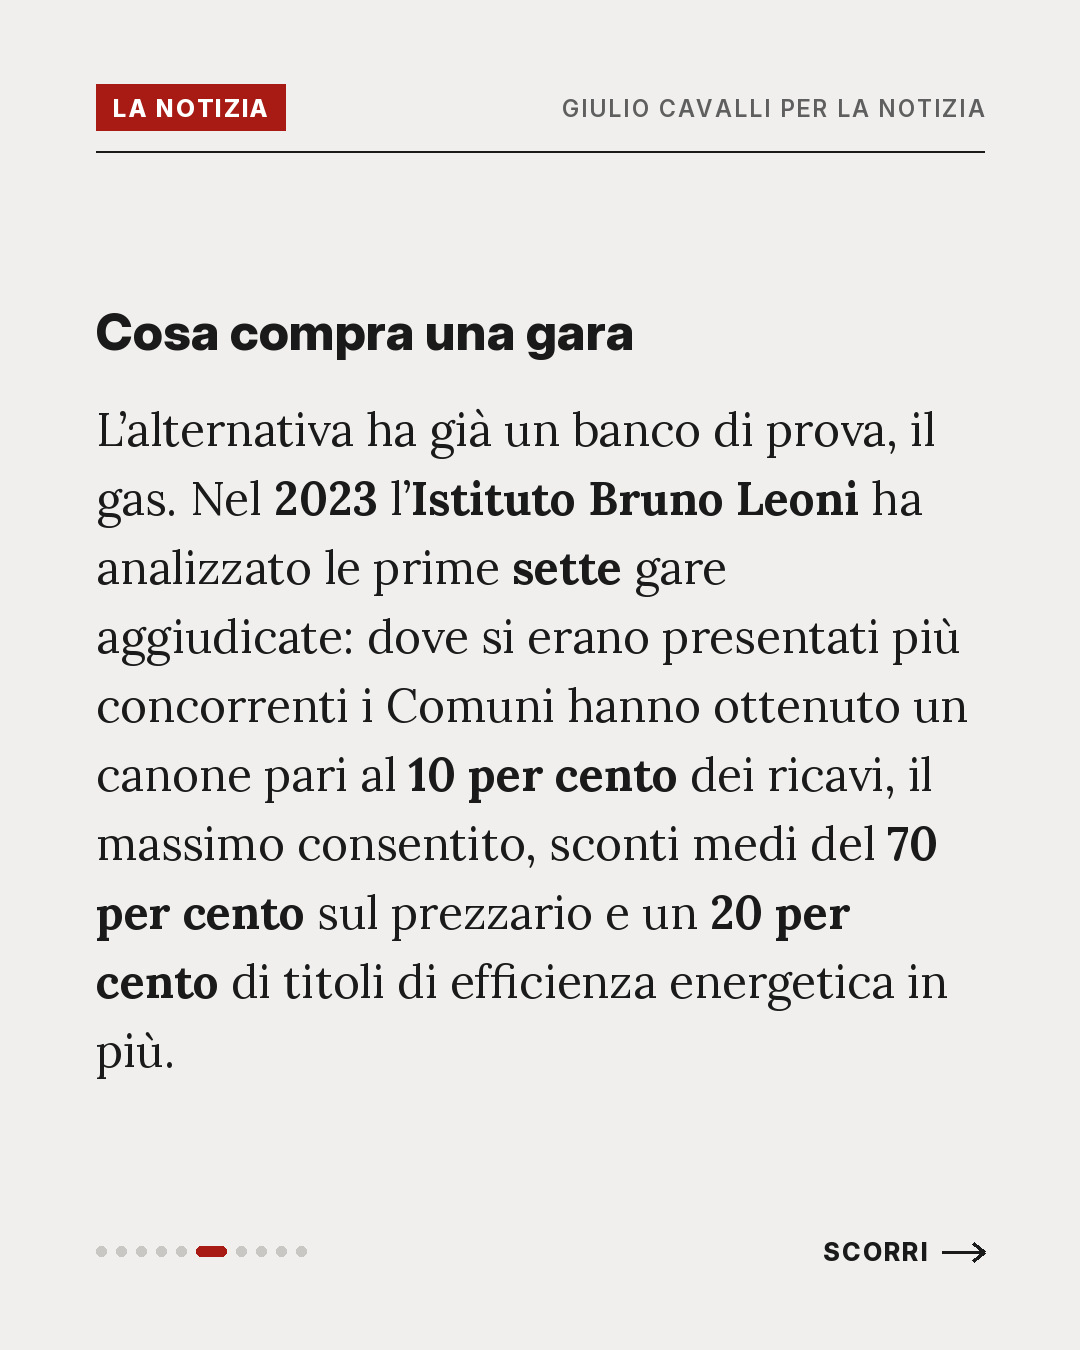 LA NOTIZIA
GIULIO CAVALLI PER LA NOTIZIA
Cosa compra una gara
L’alternativa ha già un banco di prova, il
gas. Nel 2023 l’Istituto Bruno Leoni ha
analizzato le prime sette gare
aggiudicate: dove si erano presentati più
concorrenti i Comuni hanno ottenuto un
canone pari al 10 per cento dei ricavi, il
massimo consentito, sconti medi del 70
per cento sul prezzario e un 20 per
cento di titoli di efficienza energetica in
più.
SCORRI